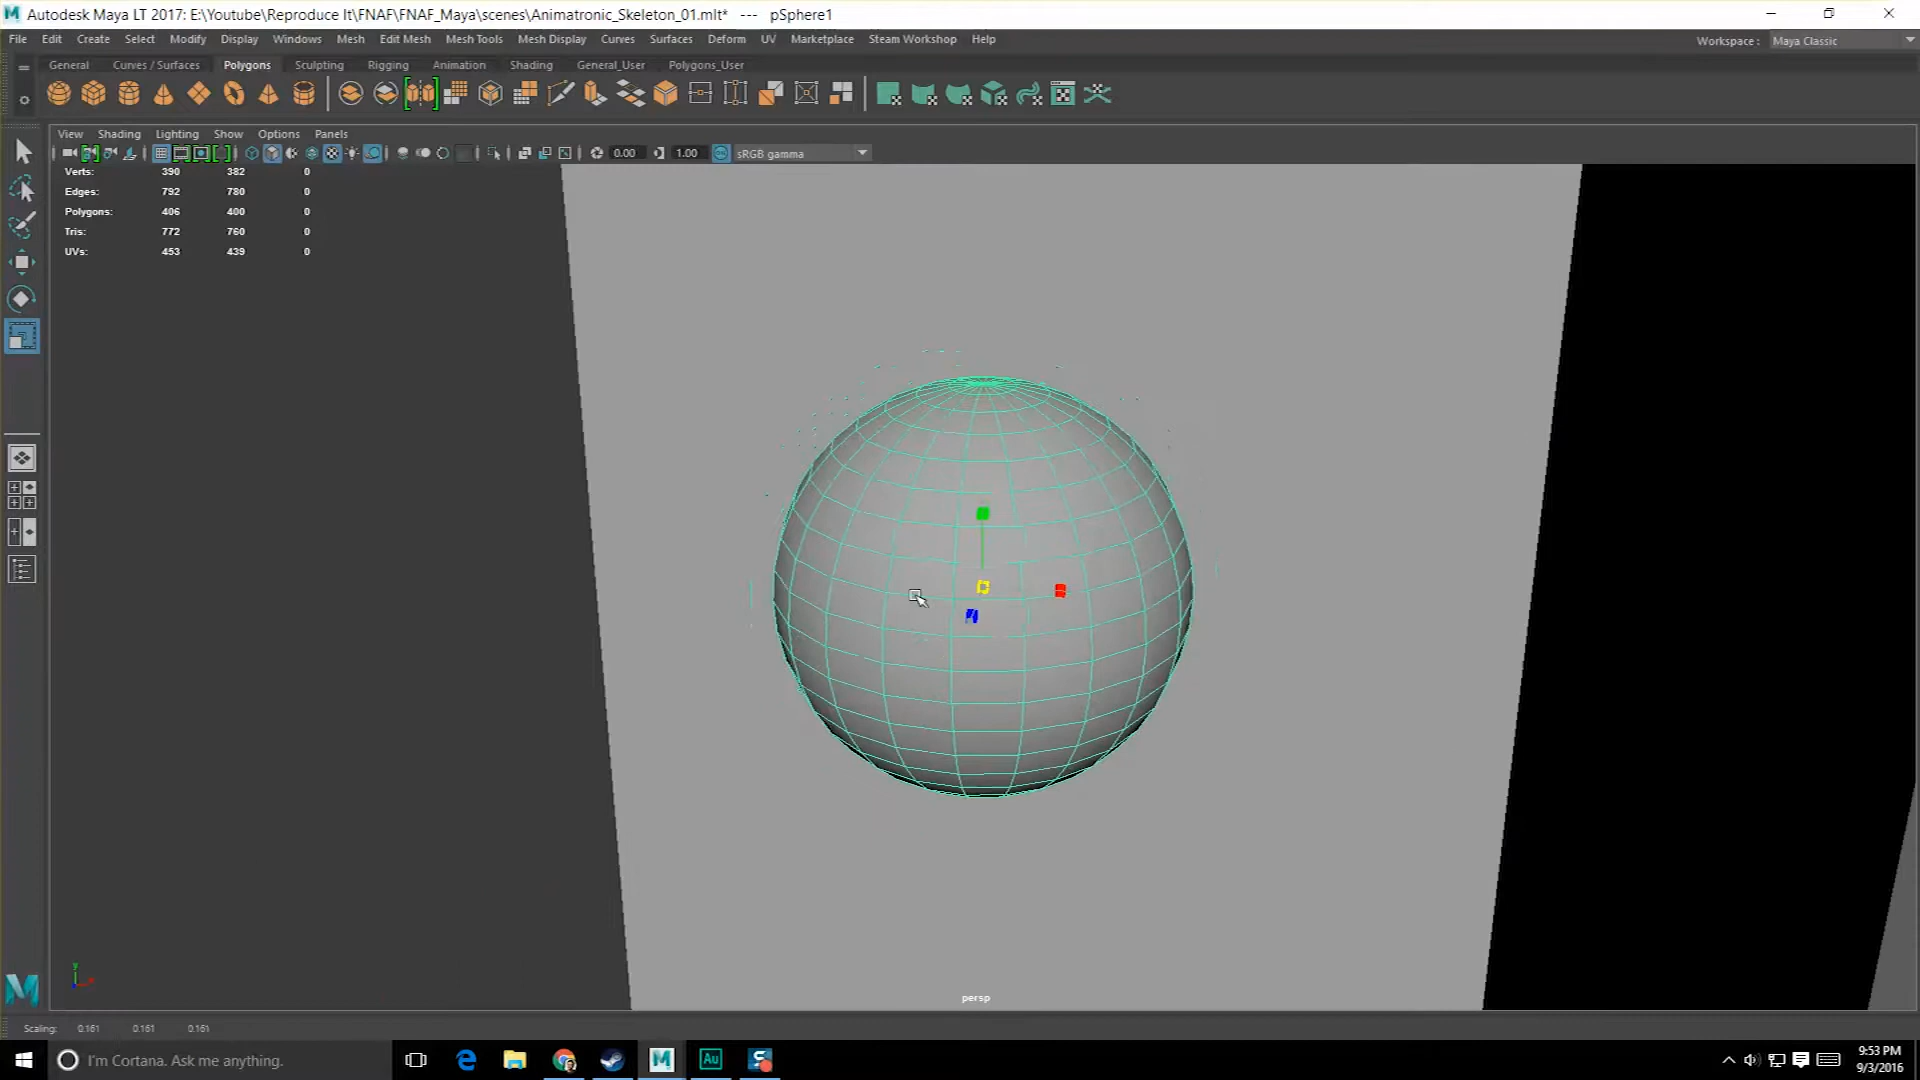 Autodesk Maya LT 2017: E:\Youtube\Reproduce It\FNAF\FNAF_Maya\scenes\Animatronic_Skeleton_01.mlt* --- pSphere1
File Edit Create Select Modify Display Windows Mesh Edit Mesh Mesh Tools Mesh Display Curves Surfaces Deform UV Marketplace Steam Workshop Help Workspace : Maya Classic
General Curves / Surfaces Polygons Sculpting Rigging Animation Shading General_User Polygons_User
View Shading Lighting Show Options Panels
0.00 1.00 sRGB gamma
Verts: 390 382 0
Edges: 792 780 0
Polygons: 406 400 0
Tris: 772 760 0
UVs: 453 439 0
y
persp
Scaling: 0.161 0.161 0.161
I'm Cortana. Ask me anything.
Au
9:53 PM
9/3/2016